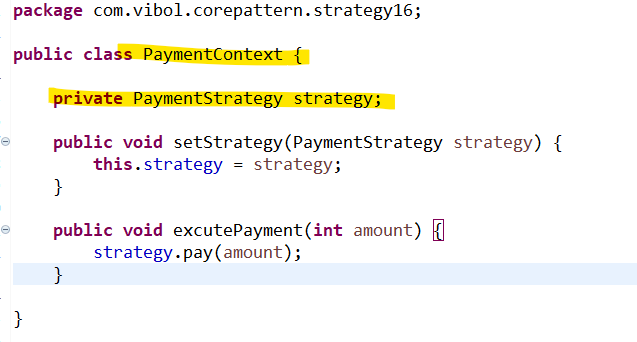 package com.vibol.corepattern.strategy16;
public class PaymentContext {
private PaymentStrategy strategy;
public void setStrategy(PaymentStrategy strategy) {
this.strategy = strategy;
}
public void excutePayment(int amount) {
strategy.pay(amount);
}
}